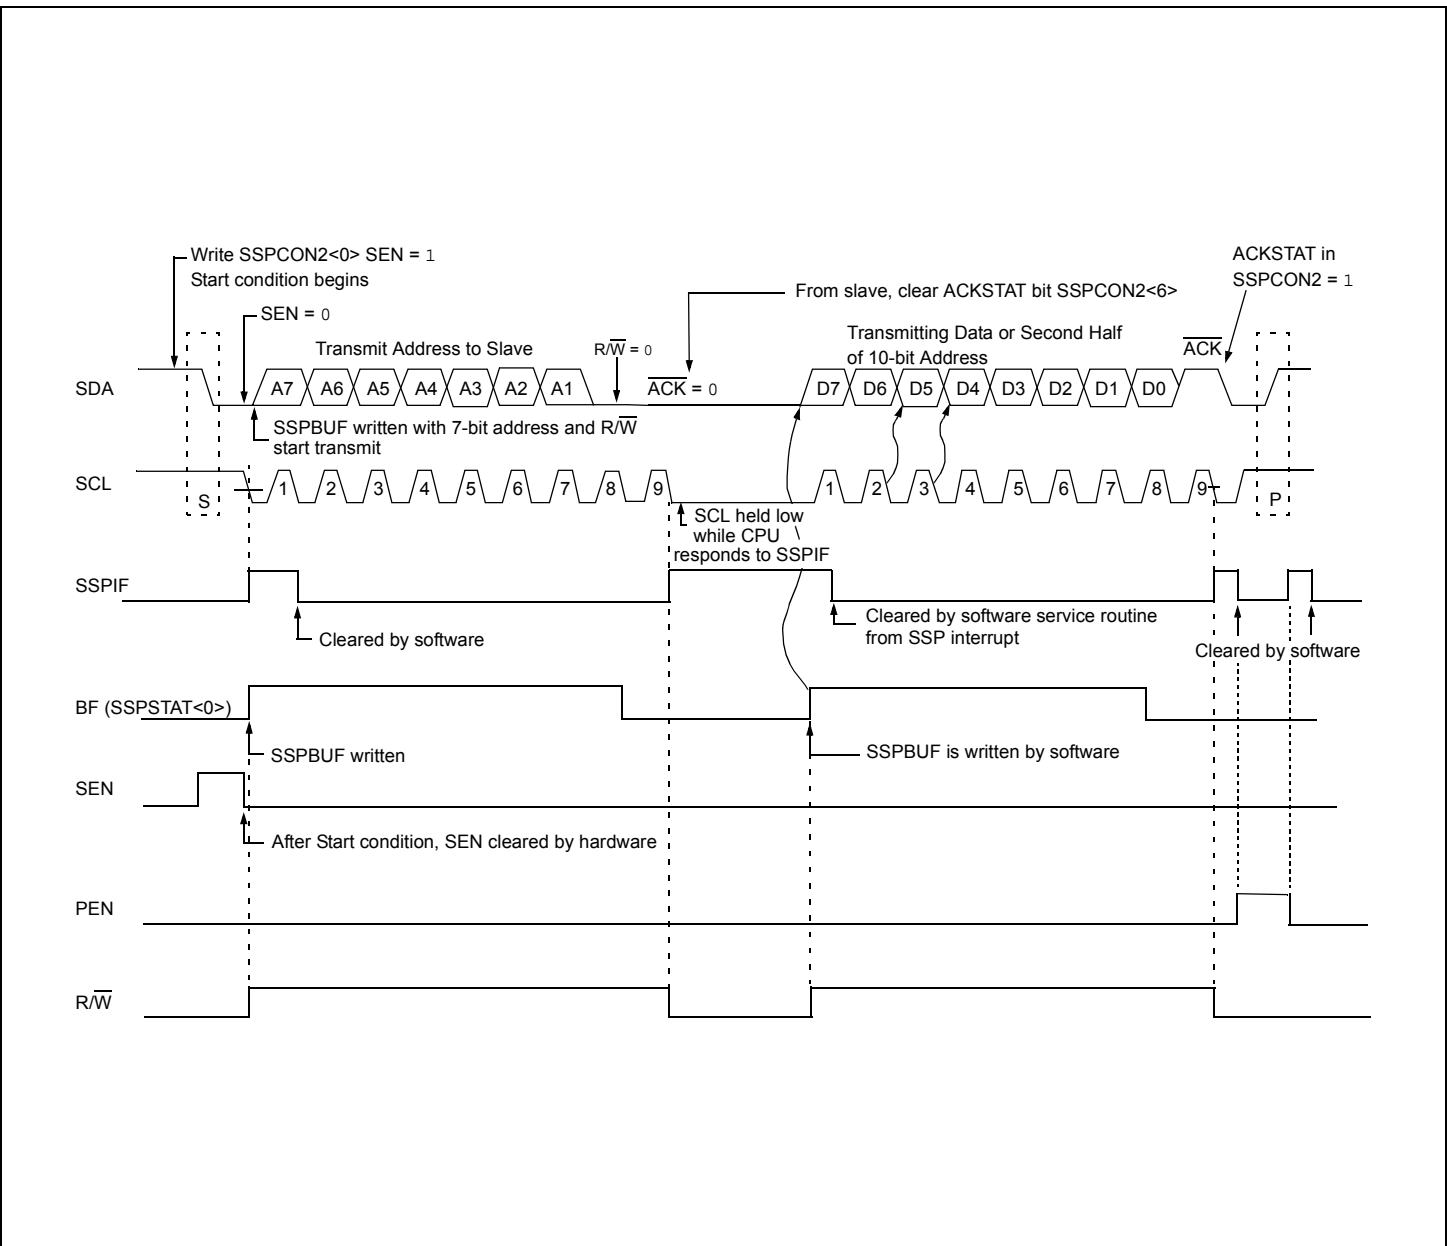 Write SSPCON2<0> SEN = 1
Start condition begins
ACKSTAT in
SSPCON2 = 1
From slave, clear ACKSTAT bit SSPCON2<6>
SEN = 0
Transmit Address to Slave
R/W̅ = 0
Transmitting Data or Second Half
of 10-bit Address
A̅C̅K̅
SDA
A7 A6 A5 A4 A3 A2 A1
A̅C̅K̅ = 0
D7 D6 D5 D4 D3 D2 D1 D0
SSPBUF written with 7-bit address and R/W̅
start transmit
SCL
S
1 2 3 4 5 6 7 8 9
1 2 3 4 5 6 7 8 9
P
SCL held low
while CPU
responds to SSPIF
SSPIF
Cleared by software
Cleared by software service routine
from SSP interrupt
Cleared by software
BF (SSPSTAT<0>)
SSPBUF written
SSPBUF is written by software
SEN
After Start condition, SEN cleared by hardware
PEN
R/W̅